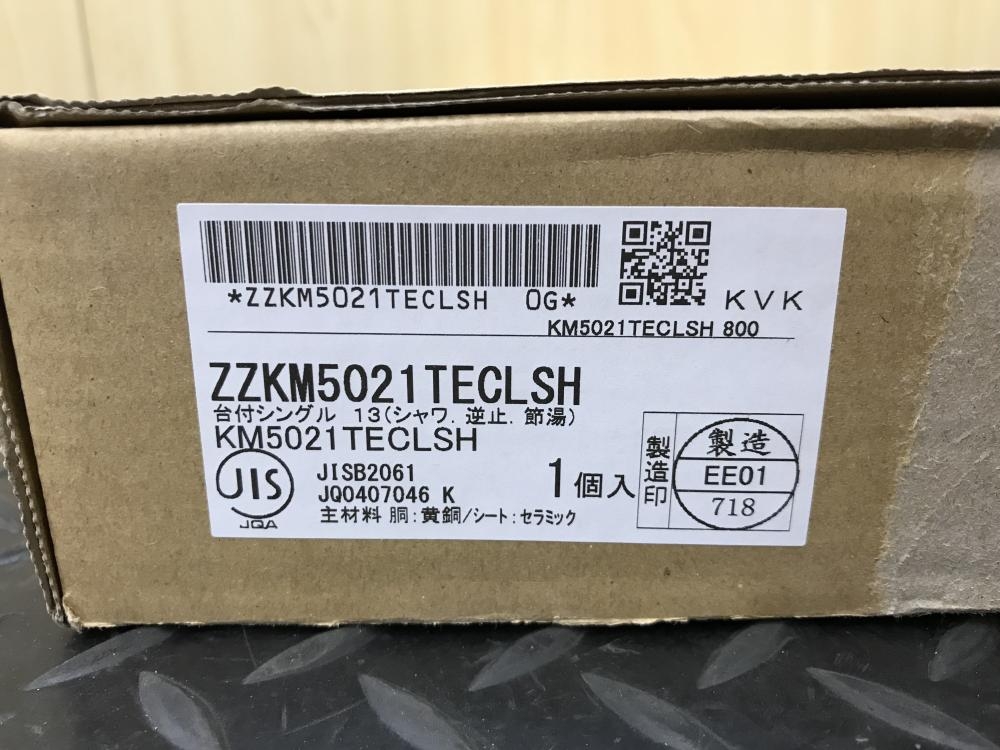 *ZZKM5021TECLSH 0G*
KVK
KM5021TECLSH 800
ZZKM5021TECLSH
台付シングル 13(シャワ．逆止．節湯)
KM5021TECLSH
JIS
JQA
JISB2061
JQ0407046 K
1個入
主材料 胴：黄銅/シート：セラミック
製造印
製造
EE01
718